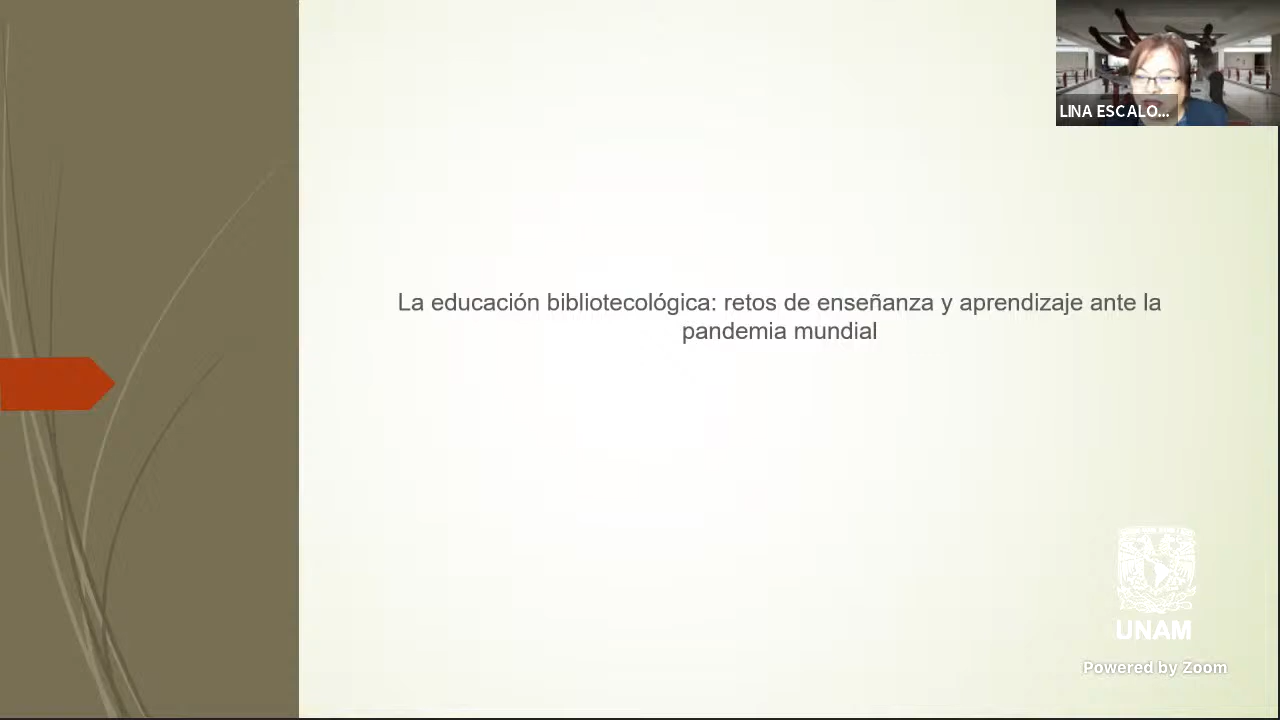 LINA ESCALO...
La educación bibliotecológica: retos de enseñanza y aprendizaje ante la
pandemia mundial
UNAM
Powered by Zoom